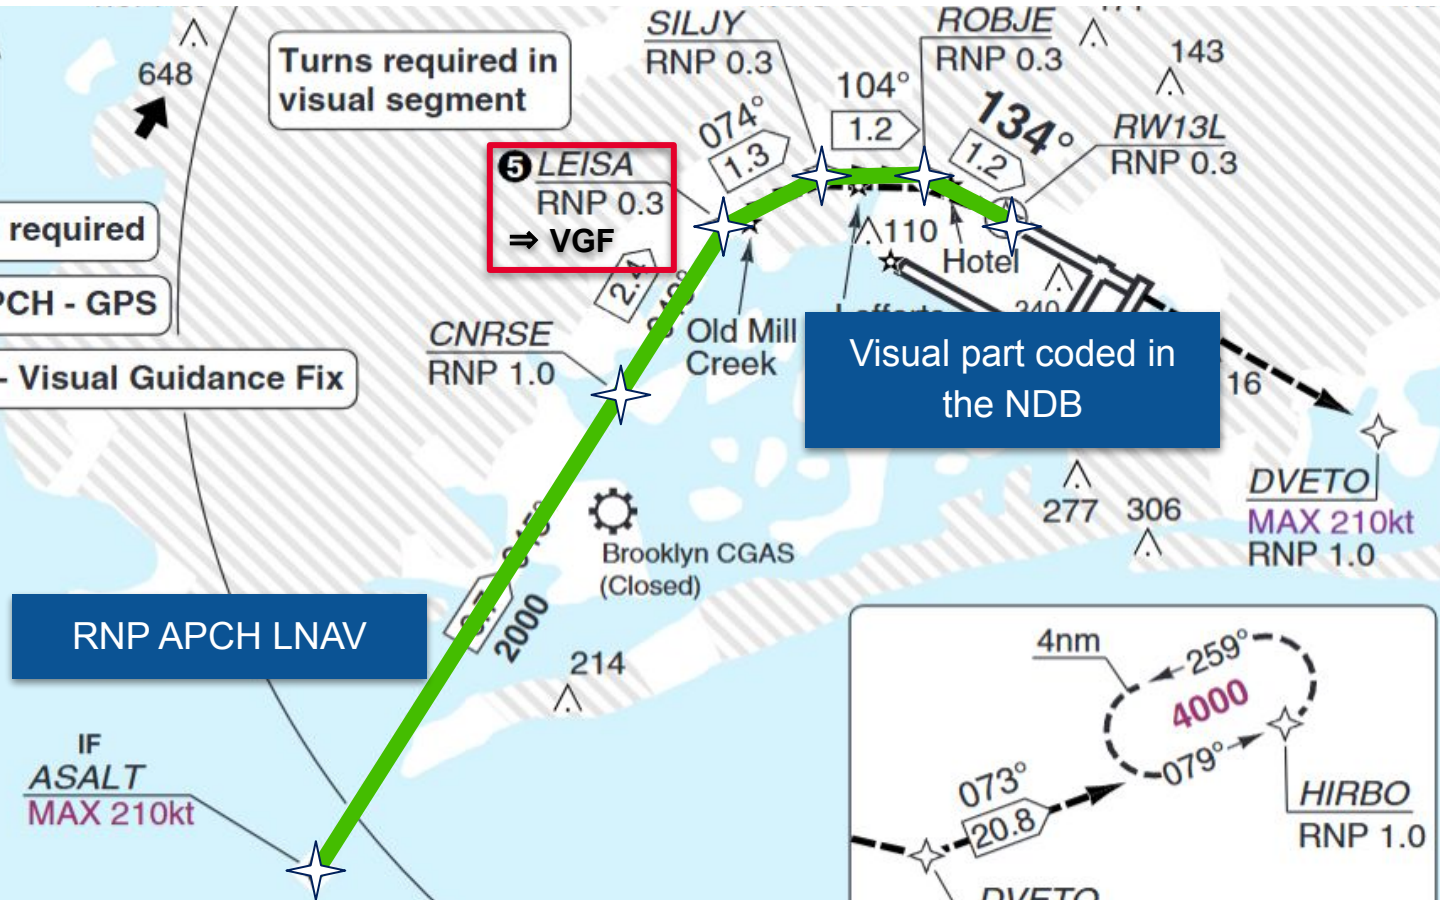 648
Turns required in
visual segment
SILJY
RNP 0.3
ROBJE
RNP 0.3
143
074°
1.3
104°
1.2
134°
1.2
RW13L
RNP 0.3
5 LEISA
RNP 0.3
⇒ VGF
required
PCH - GPS
- Visual Guidance Fix
2.4
CNRSE
RNP 1.0
Old Mill
Creek
110
Hotel
Visual part coded in
the NDB
16
DVETO
MAX 210kt
RNP 1.0
277
306
Brooklyn CGAS
(Closed)
2000
214
RNP APCH LNAV
IF
ASALT
MAX 210kt
4nm
259°
4000
079°
073°
20.8
HIRBO
RNP 1.0
DVETO